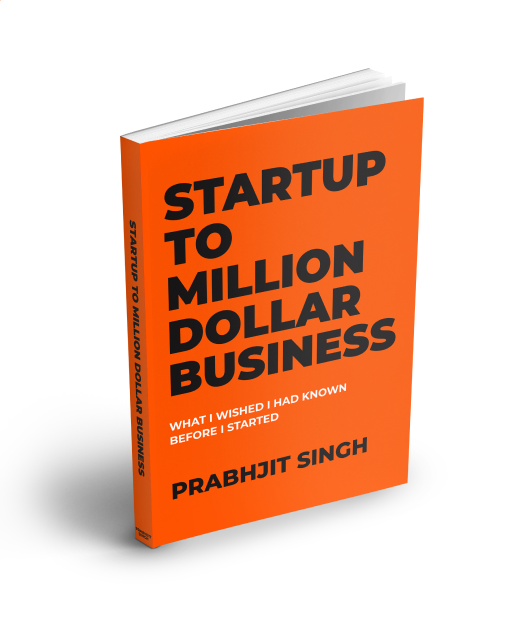 STARTUP
TO
MILLION
DOLLAR
BUSINESS
WHAT I WISHED I HAD KNOWN
BEFORE I STARTED
PRABHJIT SINGH
STARTUP TO MILLION DOLLAR BUSINESS